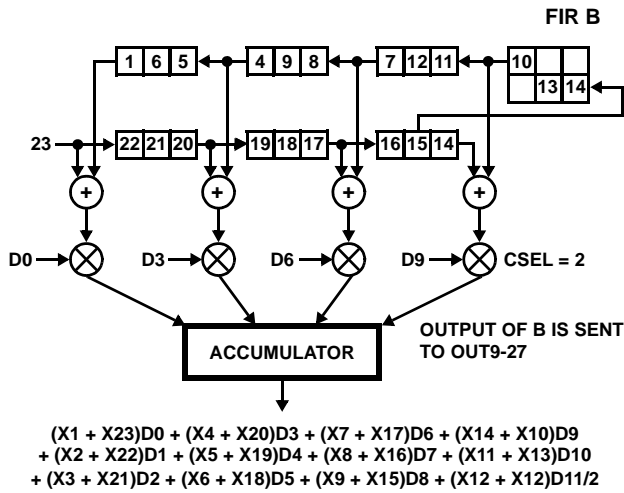 FIR B
1 6 5 4 9 8 7 12 11 10
13 14
23 22 21 20 19 18 17 16 15 14
+ + + +
D0 D3 D6 D9 CSEL = 2
OUTPUT OF B IS SENT
TO OUT9-27
ACCUMULATOR
(X1 + X23)D0 + (X4 + X20)D3 + (X7 + X17)D6 + (X14 + X10)D9
+ (X2 + X22)D1 + (X5 + X19)D4 + (X8 + X16)D7 + (X11 + X13)D10
+ (X3 + X21)D2 + (X6 + X18)D5 + (X9 + X15)D8 + (X12 + X12)D11/2